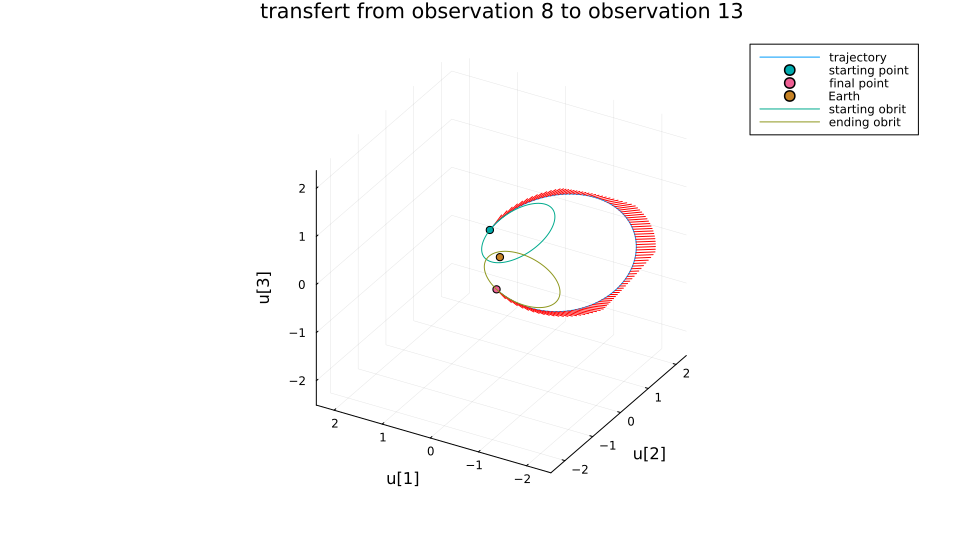 transfert from observation 8 to observation 13
trajectory
starting point
final point
Earth
starting obrit
ending obrit
u[3]
2
1
0
−1
−2
2
1
0
−1
−2
u[1]
2
1
0
−1
−2
u[2]